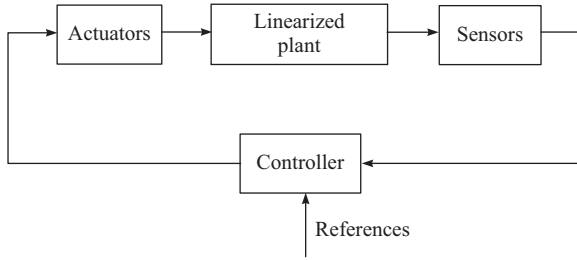 Actuators
Linearized
plant
Sensors
Controller
References